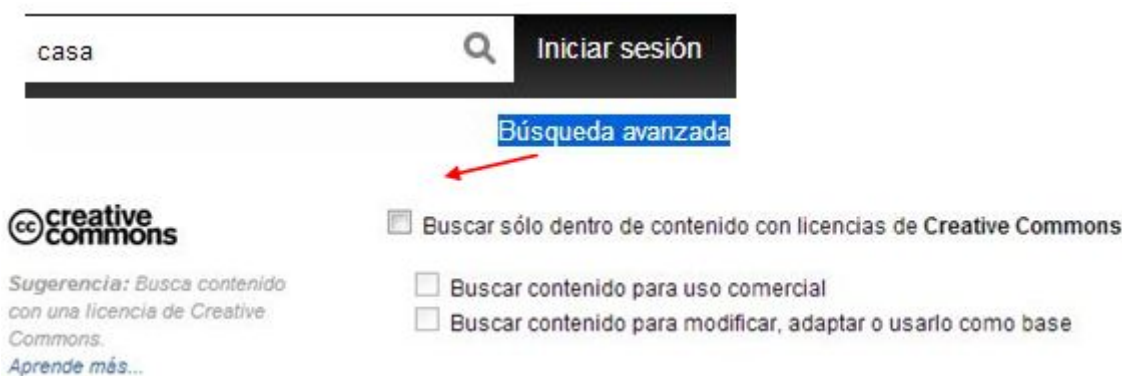 casa
Iniciar sesión
Búsqueda avanzada
cc creative
commons
Buscar sólo dentro de contenido con licencias de Creative Commons
Sugerencia: Busca contenido
con una licencia de Creative
Commons.
Aprende más...
Buscar contenido para uso comercial
Buscar contenido para modificar, adaptar o usarlo como base